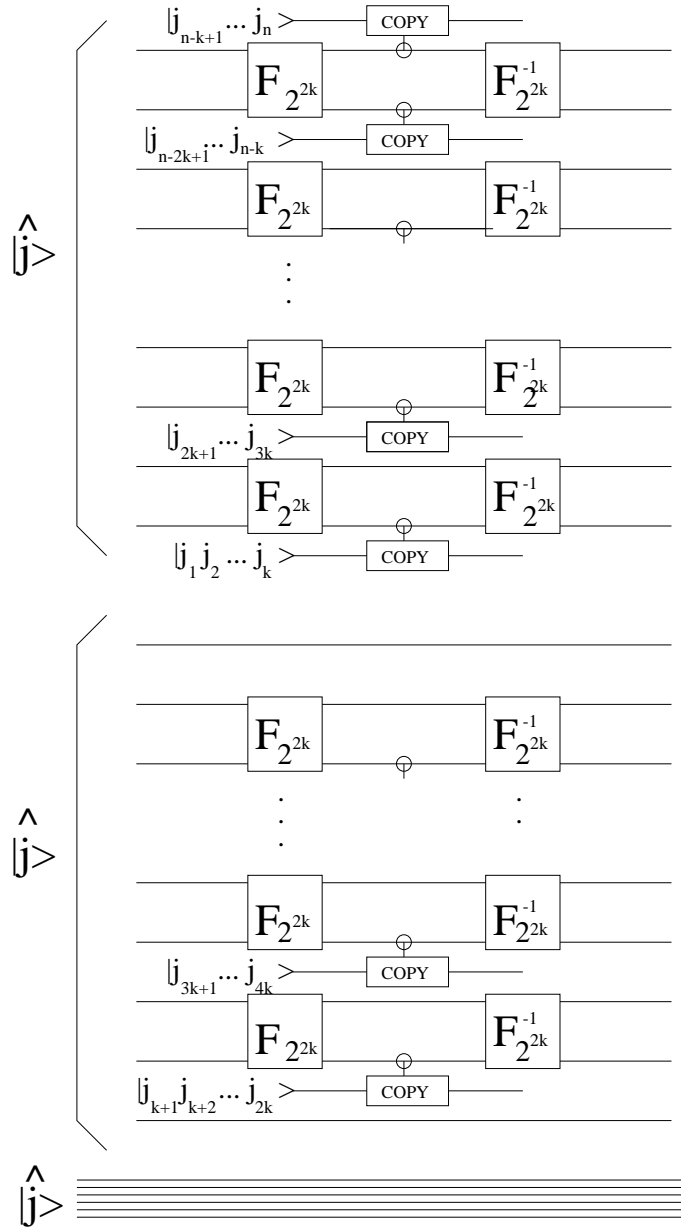 |j_{n-k+1} ... j_n > COPY
F_{2^{2k}} F^{-1}_{2^{2k}}
|j_{n-2k+1} ... j_{n-k} > COPY
F_{2^{2k}} F^{-1}_{2^{2k}}
|ĵ>
F_{2^{2k}} F^{-1}_{2^{2k}}
|j_{2k+1} ... j_{3k} > COPY
F_{2^{2k}} F^{-1}_{2^{2k}}
|j_1 j_2 ... j_k > COPY
F_{2^{2k}} F^{-1}_{2^{2k}}
|ĵ>
F_{2^{2k}} F^{-1}_{2^{2k}}
|j_{3k+1} ... j_{4k} > COPY
F_{2^{2k}} F^{-1}_{2^{2k}}
|j_{k+1} j_{k+2} ... j_{2k} > COPY
|ĵ>